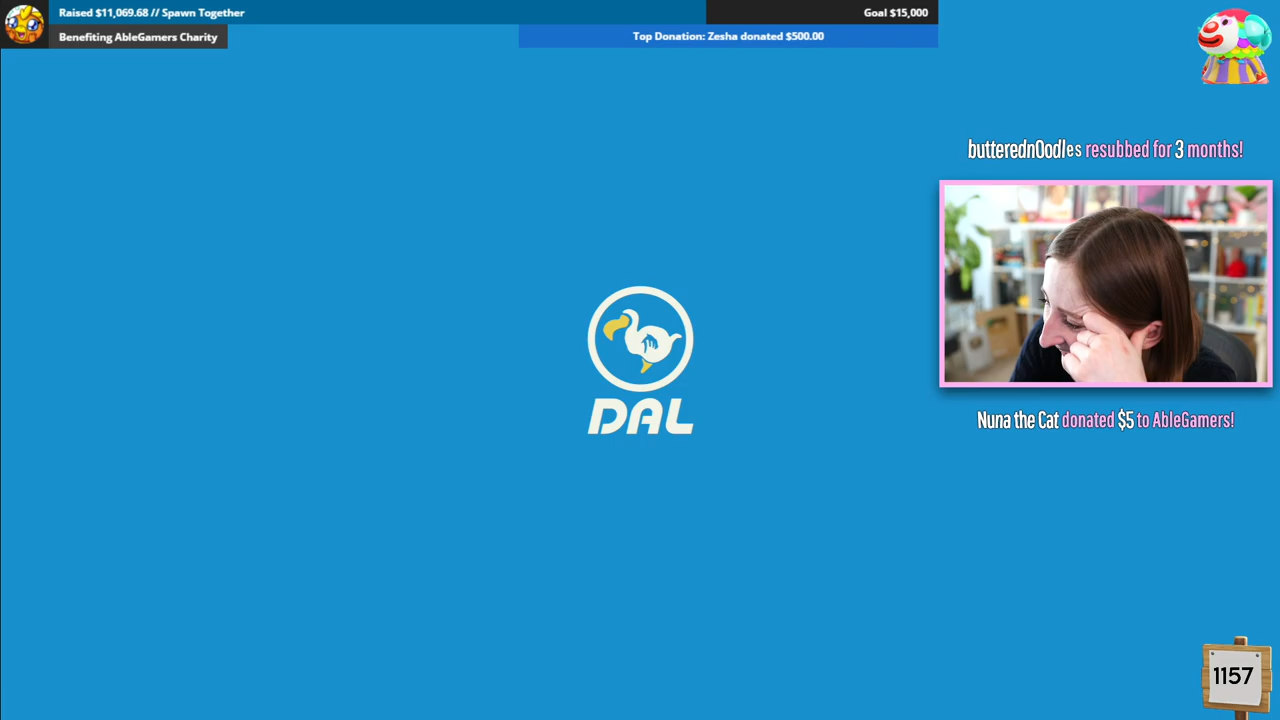 Raised $11,069.68 // Spawn Together
Goal $15,000
Benefiting AbleGamers Charity
Top Donation: Zesha donated $500.00
butteredn0odles resubbed for 3 months!
DAL
Nuna the Cat donated $5 to AbleGamers!
1157